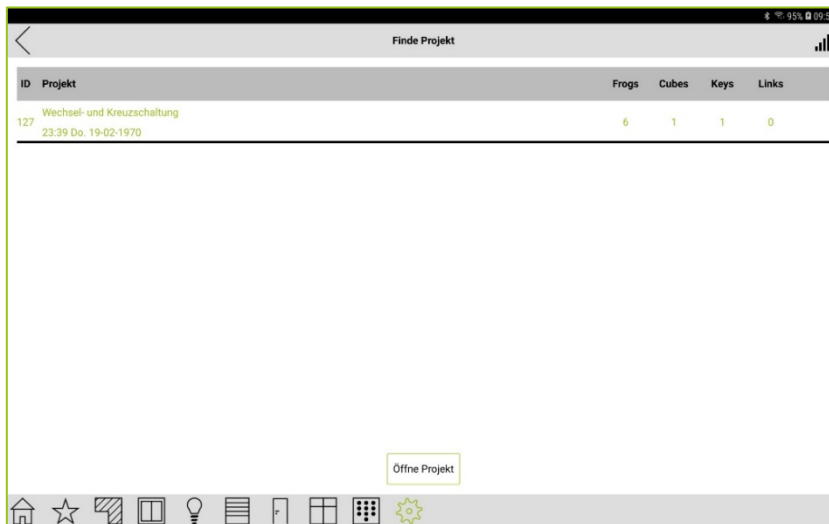 95% 09:5
Finde Projekt
ID Projekt Frogs Cubes Keys Links
Wechsel- und Kreuzschaltung
127 6 1 1 0
23:39 Do. 19-02-1970
Öffne Projekt